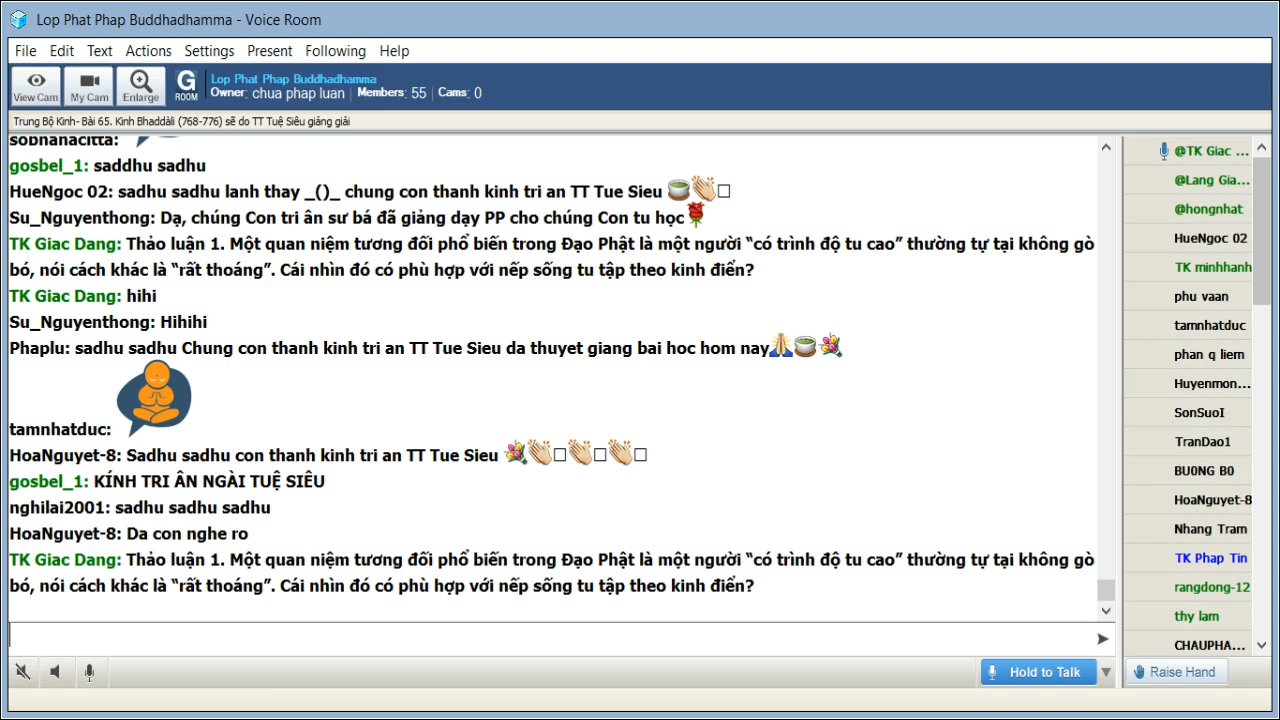 Lop Phat Phap Buddhadhamma - Voice Room
File Edit Text Actions Settings Present Following Help
View Cam My Cam Enlarge G ROOM
Lop Phat Phap Buddhadhamma
Owner: chua phap luan Members: 55 Cams: 0
Trung Bộ Kinh- Bài 65. Kinh Bhaddàli (768-776) sẽ do TT Tuệ Siêu giảng giải
sobhanacitta:
gosbel_1: saddhu sadhu
HueNgoc 02: sadhu sadhu lanh thay _()_ chung con thanh kinh tri an TT Tue Sieu 🍵👏
Su_Nguyenthong: Dạ, chúng Con tri ân sư bá đã giảng dạy PP cho chúng Con tu học🌹
TK Giac Dang: Thảo luận 1. Một quan niệm tương đối phổ biến trong Đạo Phật là một người “có trình độ tu cao” thường tự tại không gò
bó, nói cách khác là “rất thoáng”. Cái nhìn đó có phù hợp với nếp sống tu tập theo kinh điển?
TK Giac Dang: hihi
Su_Nguyenthong: Hihihi
Phaplu: sadhu sadhu Chung con thanh kinh tri an TT Tue Sieu da thuyet giang bai hoc hom nay🙏🍵💐
tamnhatduc:
HoaNguyet-8: Sadhu sadhu con thanh kinh tri an TT Tue Sieu 💐👏👏👏
gosbel_1: KÍNH TRI ÂN NGÀI TUỆ SIÊU
nghilai2001: sadhu sadhu sadhu
HoaNguyet-8: Da con nghe ro
TK Giac Dang: Thảo luận 1. Một quan niệm tương đối phổ biến trong Đạo Phật là một người “có trình độ tu cao” thường tự tại không gò
bó, nói cách khác là “rất thoáng”. Cái nhìn đó có phù hợp với nếp sống tu tập theo kinh điển?
@TK Giac ...
@Lang Gia...
@hongnhat
HueNgoc 02
TK minhhanh
phu vaan
tamnhatduc
phan q liem
Huyenmon...
SonSuoI
TranDao1
BU0NG B0
HoaNguyet-8
Nhang Tram
TK Phap Tin
rangdong-12
thy lam
CHAUPHA...
Hold to Talk
Raise Hand